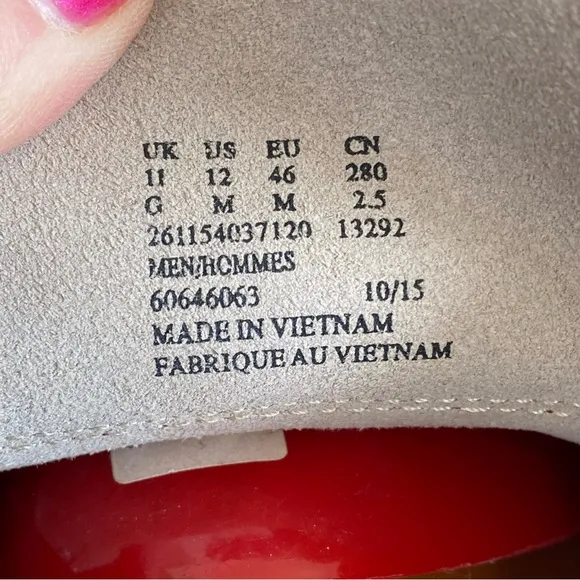 UK US EU CN
11 12 46 280
G M M 2.5
261154037120 13292
MEN/HOMMES
60646063 10/15
MADE IN VIETNAM
FABRIQUE AU VIETNAM